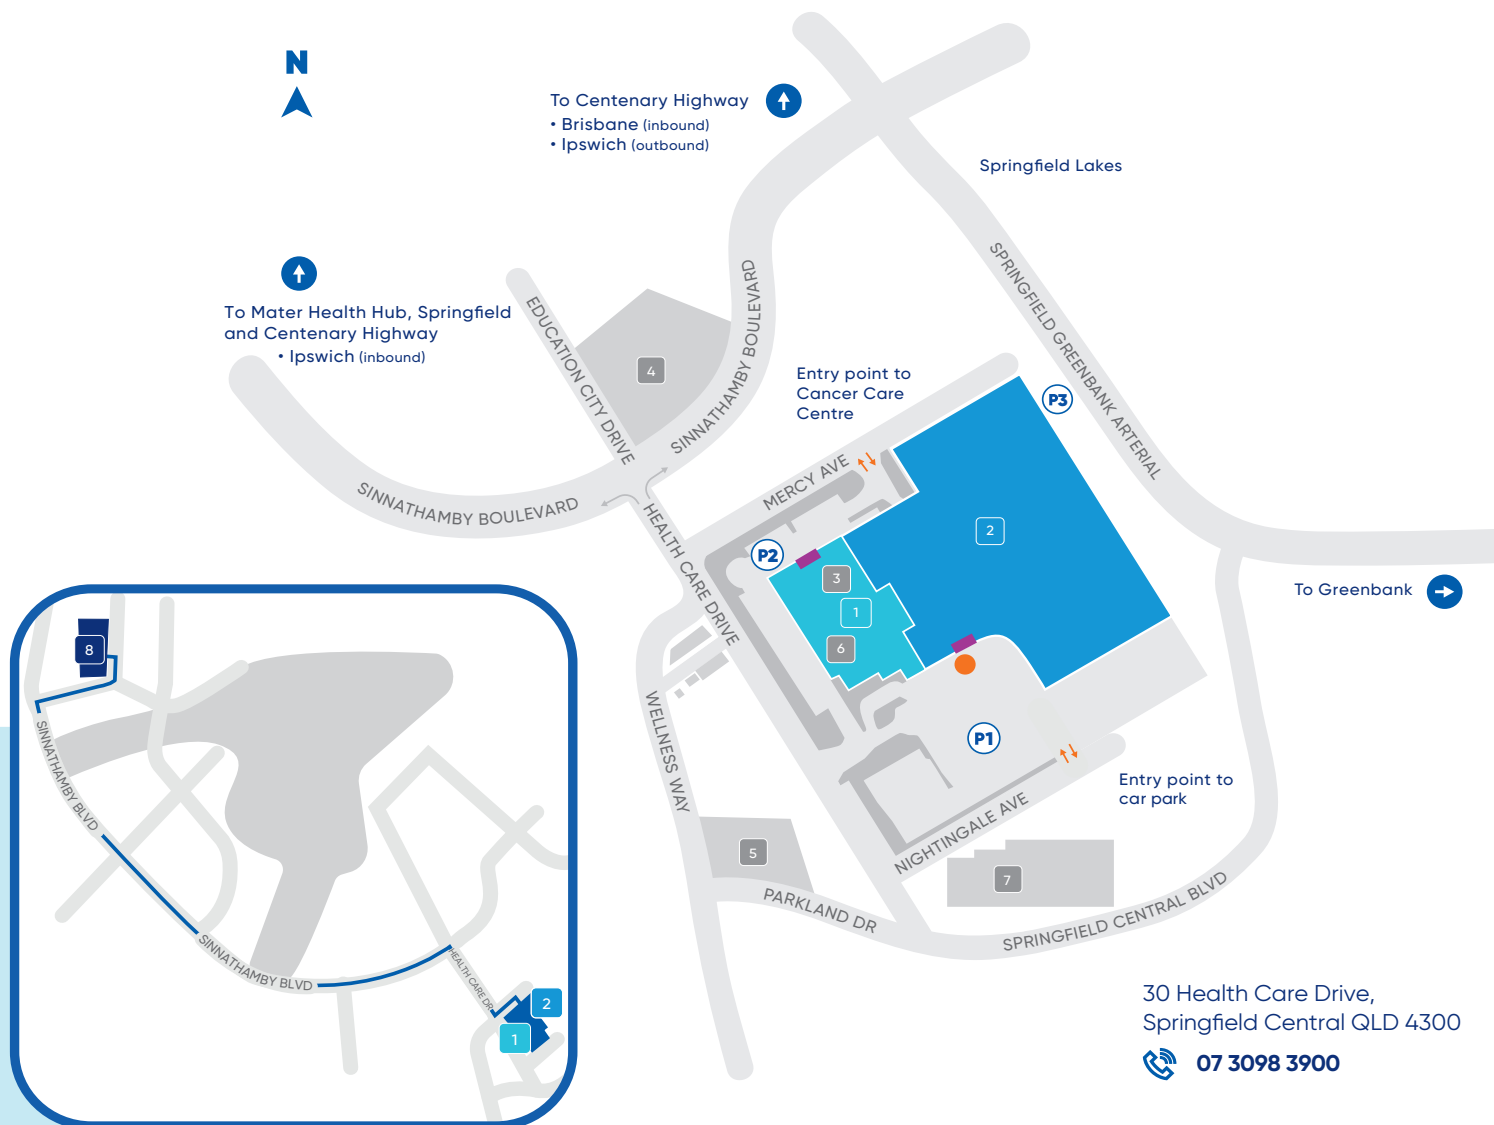 N
To Centenary Highway
• Brisbane (inbound)
• Ipswich (outbound)
Springfield Lakes
To Mater Health Hub, Springfield
and Centenary Highway
• Ipswich (inbound)
EDUCATION CITY DRIVE
SINNATHAMBY BOULEVARD
SPRINGFIELD GREENBANK ARTERIAL
4
Entry point to
Cancer Care
Centre
P3
SINNATHAMBY BOULEVARD
MERCY AVE
HEALTH CARE DRIVE
P2
2
3
1
6
To Greenbank
WELLNESS WAY
P1
Entry point to
car park
NIGHTINGALE AVE
5
7
PARKLAND DR
SPRINGFIELD CENTRAL BLVD
8
SINNATHAMBY BLVD
SINNATHAMBY BLVD
HEALTH CARE DR
2
1
30 Health Care Drive,
Springfield Central QLD 4300
07 3098 3900